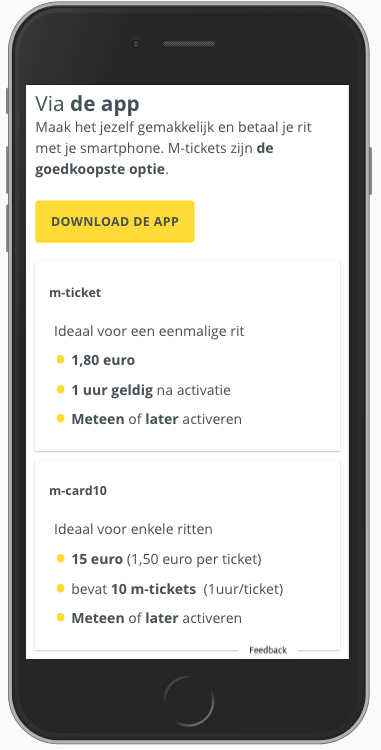 Via de app
Maak het jezelf gemakkelijk en betaal je rit
met je smartphone. M-tickets zijn de
goedkoopste optie.
DOWNLOAD DE APP
m-ticket
Ideaal voor een eenmalige rit
1,80 euro
1 uur geldig na activatie
Meteen of later activeren
m-card10
Ideaal voor enkele ritten
15 euro (1,50 euro per ticket)
bevat 10 m-tickets (1uur/ticket)
Meteen of later activeren
Feedback